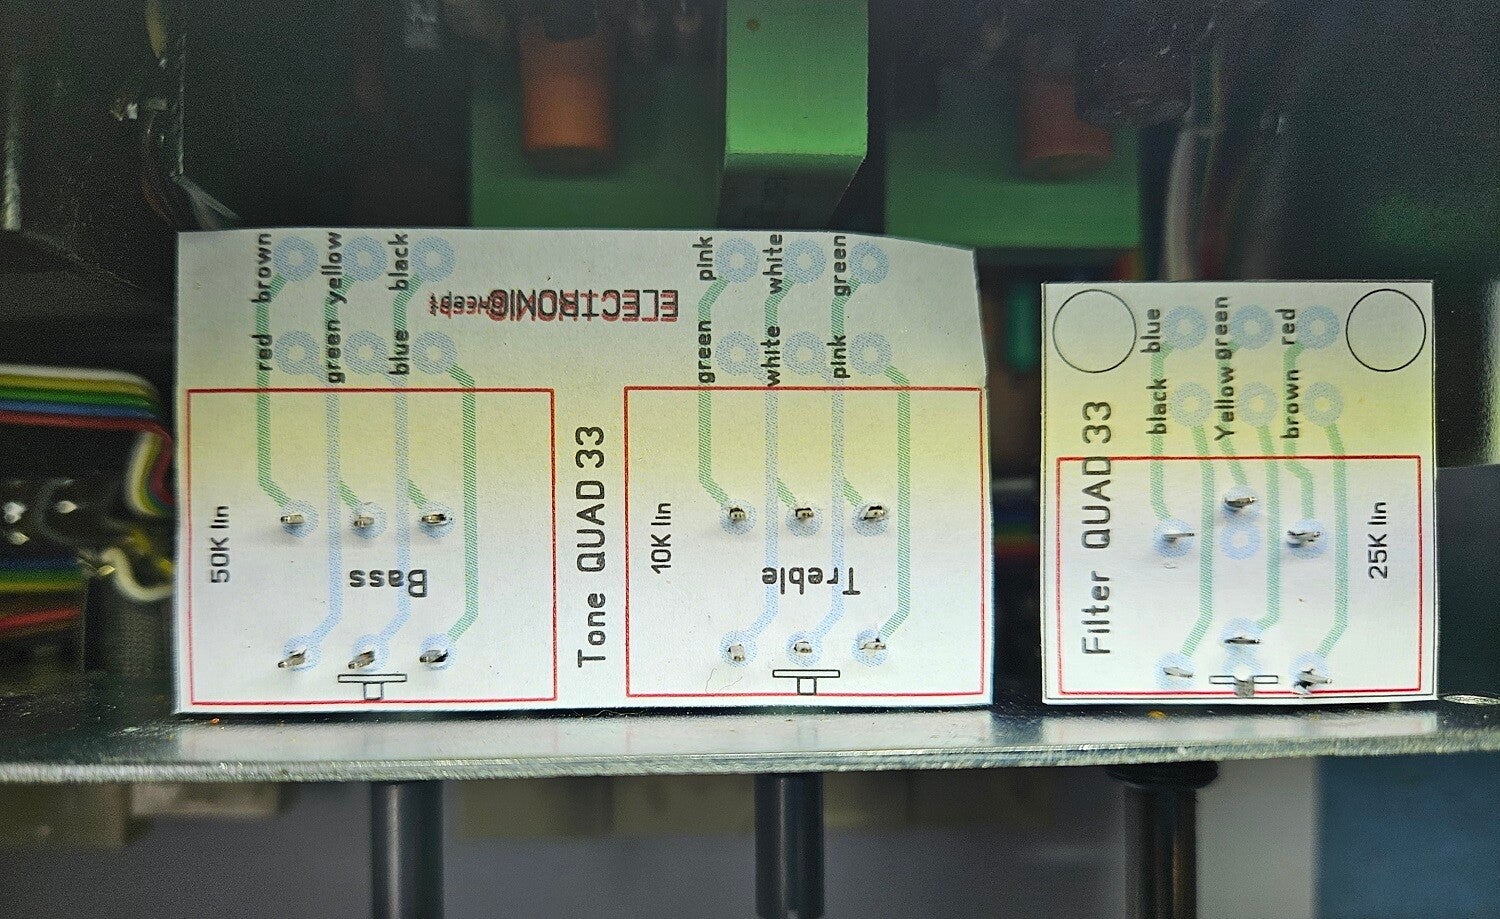 brown
yellow
black
red
green
blue
ELECTRONIC
50K lin
Bass
Tone QUAD 33
pink
white
green
green
white
pink
10K lin
Treble
blue
green
red
black
Yellow
brown
Filter QUAD 33
25K lin